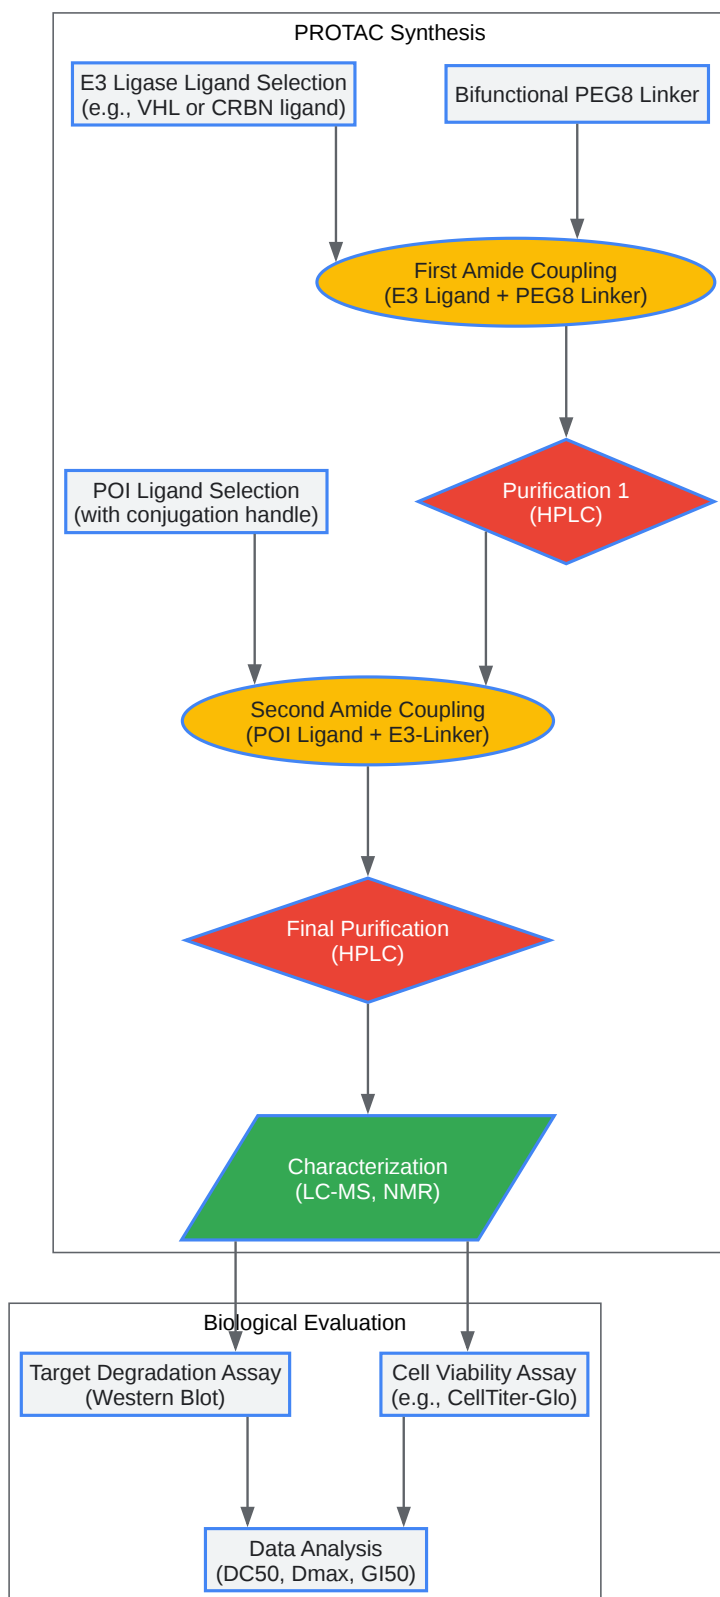 PROTAC Synthesis
E3 Ligase Ligand Selection
(e.g., VHL or CRBN ligand)
Bifunctional PEG8 Linker
First Amide Coupling
(E3 Ligand + PEG8 Linker)
Purification 1
(HPLC)
POI Ligand Selection
(with conjugation handle)
Second Amide Coupling
(POI Ligand + E3-Linker)
Final Purification
(HPLC)
Characterization
(LC-MS, NMR)
Biological Evaluation
Target Degradation Assay
(Western Blot)
Cell Viability Assay
(e.g., CellTiter-Glo)
Data Analysis
(DC50, Dmax, GI50)